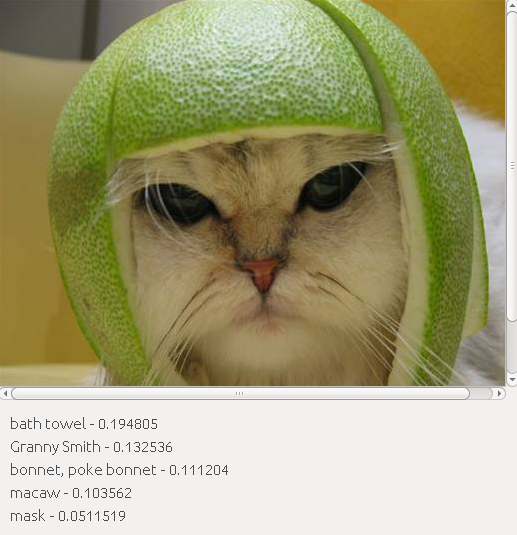 bath towel - 0.194805
Granny Smith - 0.132536
bonnet, poke bonnet - 0.111204
macaw - 0.103562
mask - 0.0511519